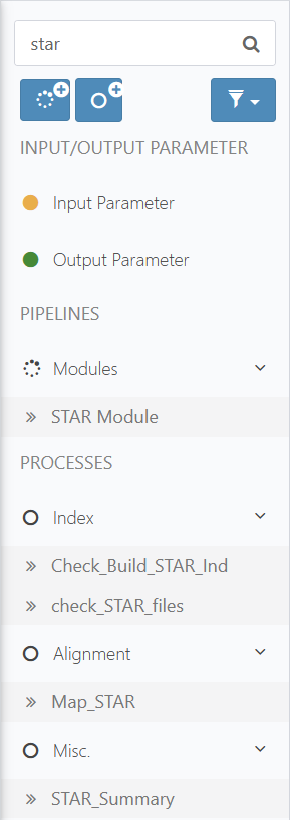 star
INPUT/OUTPUT PARAMETER
Input Parameter
Output Parameter
PIPELINES
Modules
STAR Module
PROCESSES
Index
Check_Build_STAR_Ind
check_STAR_files
Alignment
Map_STAR
Misc.
STAR_Summary